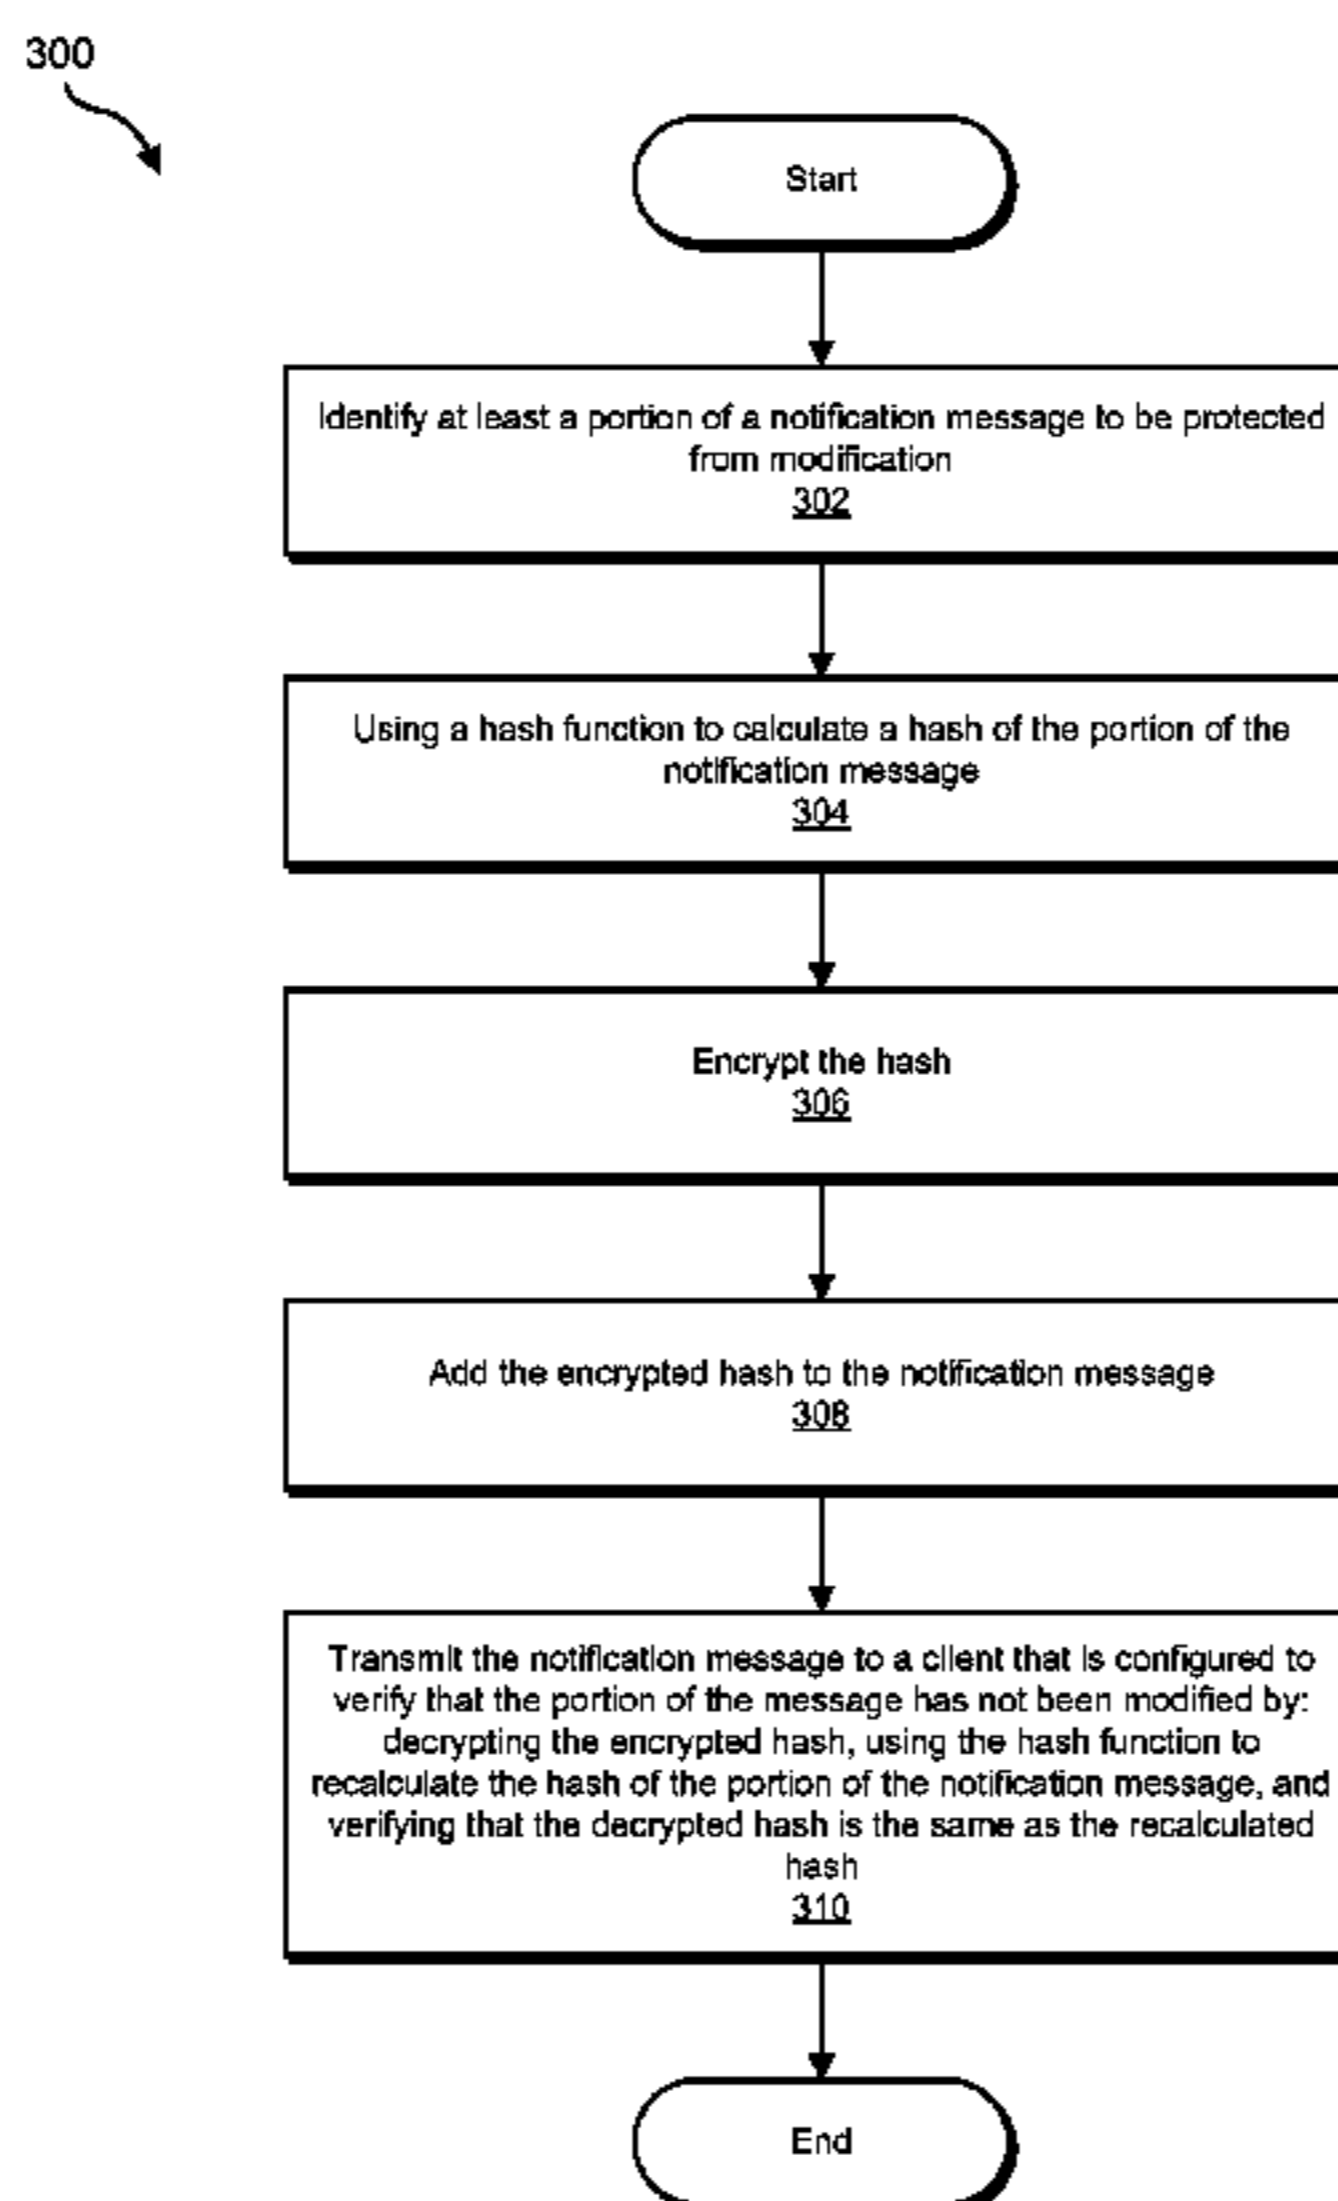 300
Start
Identify at least a portion of a notification message to be protected
from modification
302
Using a hash function to calculate a hash of the portion of the
notification message
304
Encrypt the hash
306
Add the encrypted hash to the notification message
308
Transmit the notification message to a client that is configured to
verify that the portion of the message has not been modified by:
decrypting the encrypted hash, using the hash function to
recalculate the hash of the portion of the notification message, and
verifying that the decrypted hash is the same as the recalculated
hash
310
End